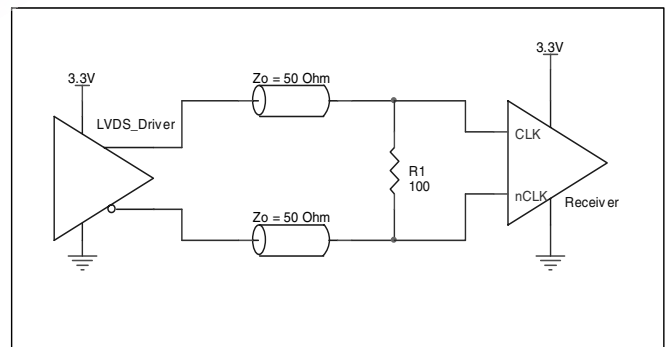 3.3V
3.3V
Zo = 50 Ohm
LVDS_Driver
CLK
R1
100
nCLK
Receiver
Zo = 50 Ohm